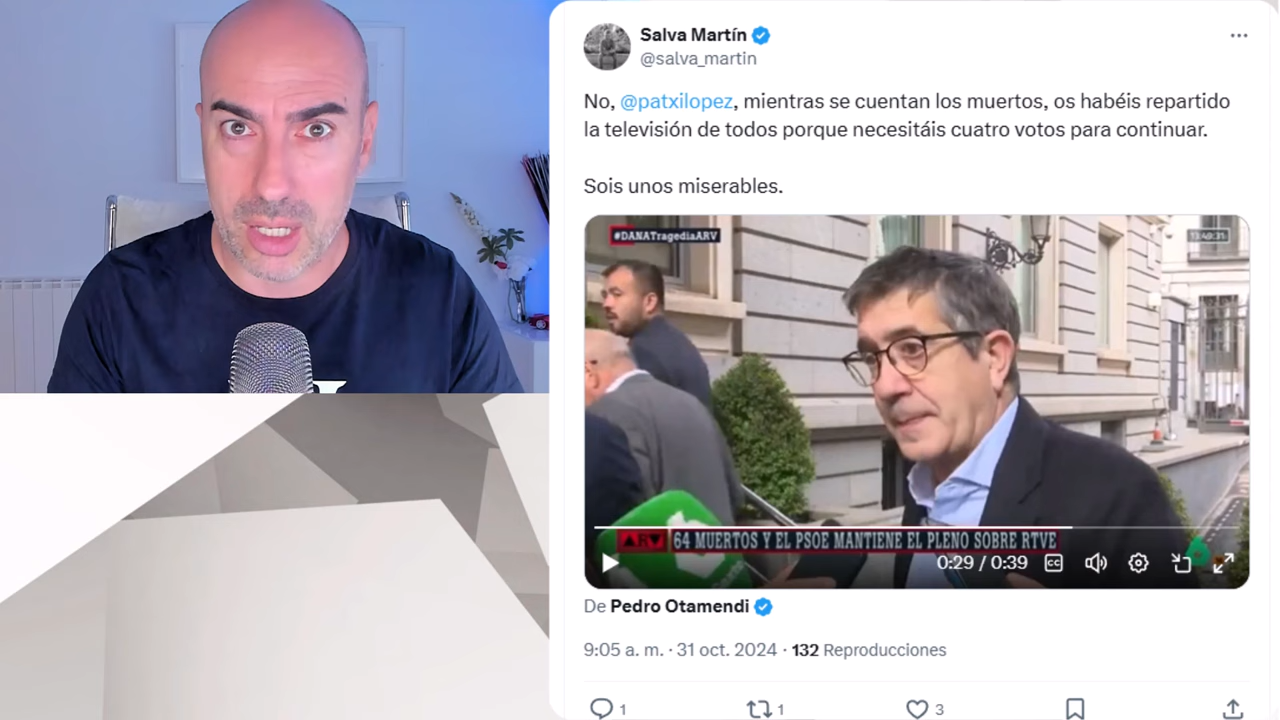 Salva Martín
@salva_martin
No, @patxilopez, mientras se cuentan los muertos, os habéis repartido
la televisión de todos porque necesitáis cuatro votos para continuar.
Sois unos miserables.
#DANATragediaARV
13:49:31
ARV 64 MUERTOS Y EL PSOE MANTIENE EL PLENO SOBRE RTVE
0:29 / 0:39
CC
De Pedro Otamendi
9:05 a. m. · 31 oct. 2024 · 132 Reproducciones
1 1 3